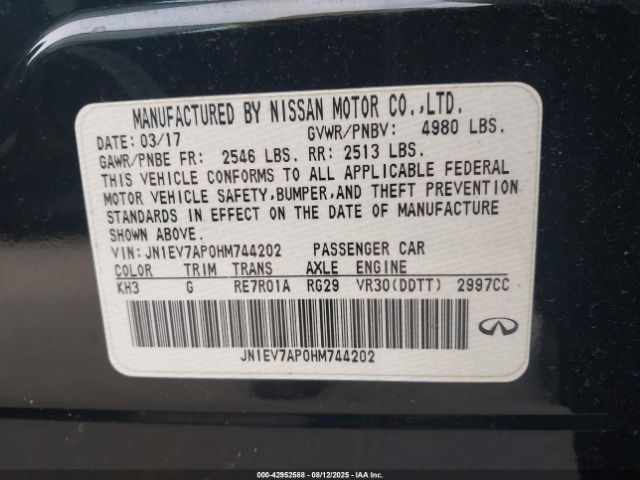 MANUFACTURED BY NISSAN MOTOR CO.,LTD.
DATE: 03/17 GVWR/PNBV: 4980 LBS.
GAWR/PNBE FR: 2546 LBS. RR: 2513 LBS.
THIS VEHICLE CONFORMS TO ALL APPLICABLE FEDERAL
MOTOR VEHICLE SAFETY,BUMPER,AND THEFT PREVENTION
STANDARDS IN EFFECT ON THE DATE OF MANUFACTURE
SHOWN ABOVE.
VIN: JN1EV7AP0HM744202 PASSENGER CAR
COLOR TRIM TRANS AXLE ENGINE
KH3 G RE7R01A RG29 VR30(DDTT) 2997CC
JN1EV7AP0HM744202
000-42952588 - 08/12/2025 - IAA Inc.